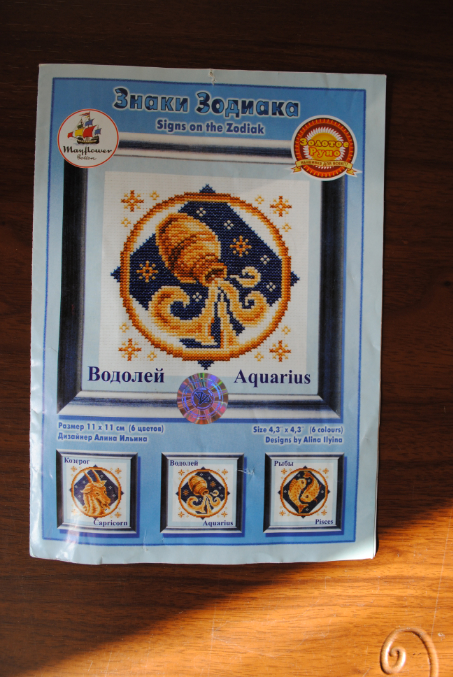 Знаки Зодиака
Signs on the Zodiak
Mayflower
Золотое
Руно
Водолей Aquarius
Размер 11 x 11 см (6 цветов)
Дизайнер Алина Ильина
Size 4,3" x 4,3" (6 colours)
Designs by Alina Ilyina
Козерог
Capricorn
Водолей
Aquarius
Рыбы
Pisces